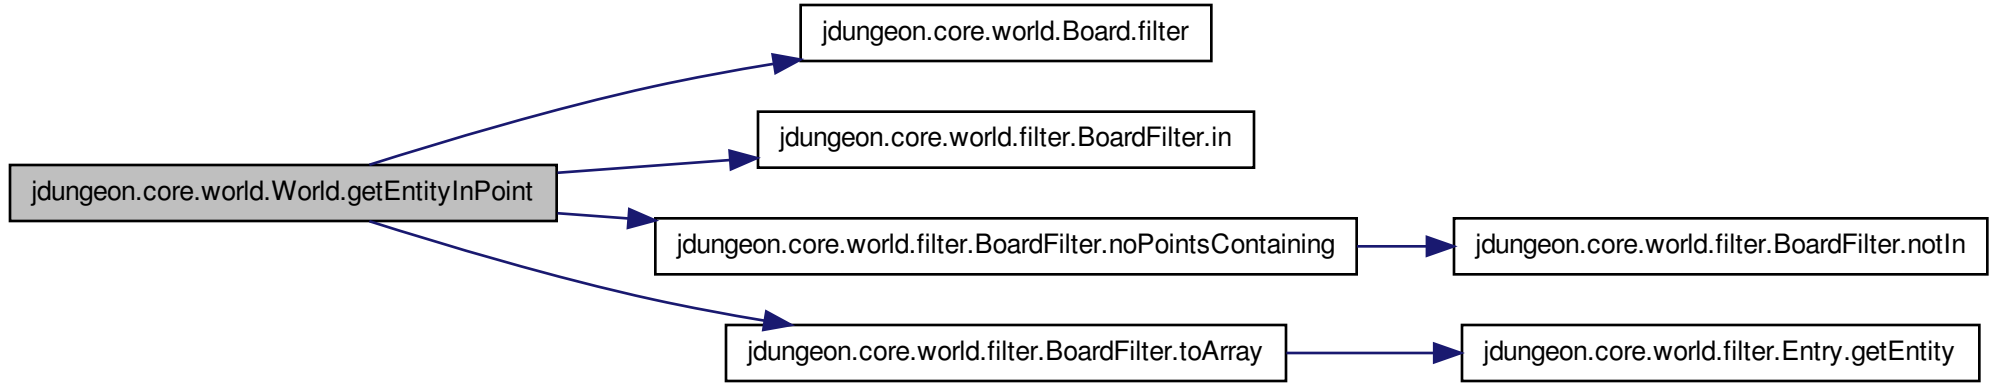 jdungeon.core.world.Board.filter
jdungeon.core.world.filter.BoardFilter.in
jdungeon.core.world.World.getEntityInPoint
jdungeon.core.world.filter.BoardFilter.noPointsContaining
jdungeon.core.world.filter.BoardFilter.notIn
jdungeon.core.world.filter.BoardFilter.toArray
jdungeon.core.world.filter.Entry.getEntity